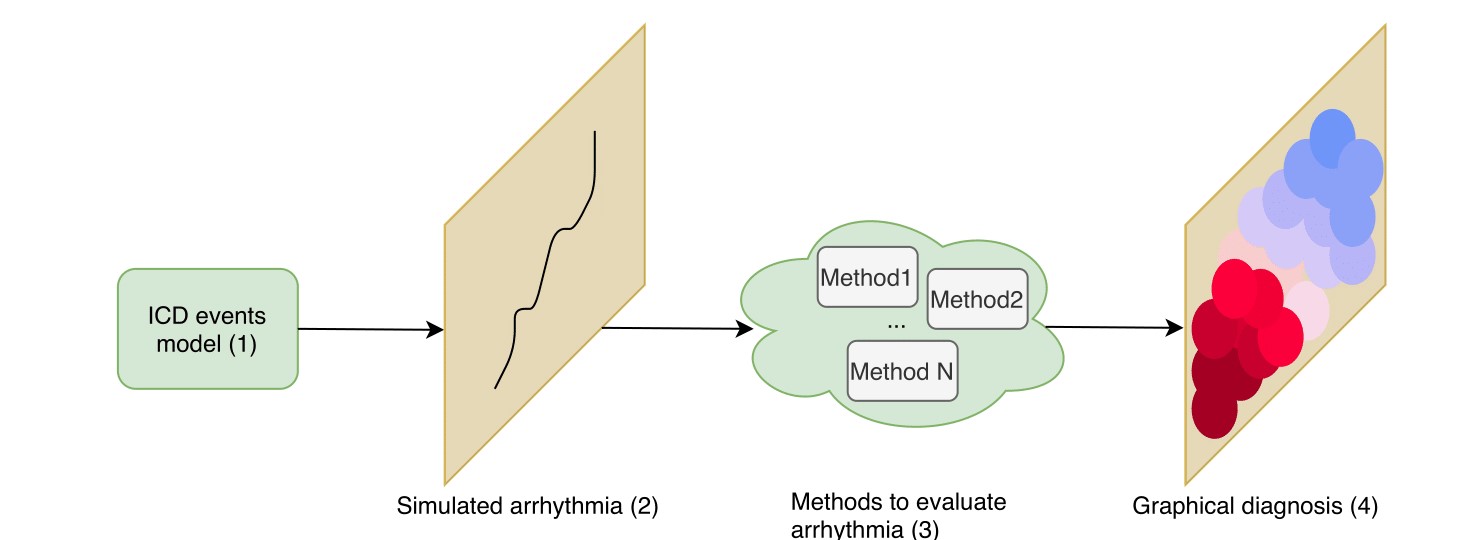 ICD events
model (1)
Simulated arrhythmia (2)
Method1
Method2
...
Method N
Methods to evaluate
arrhythmia (3)
Graphical diagnosis (4)